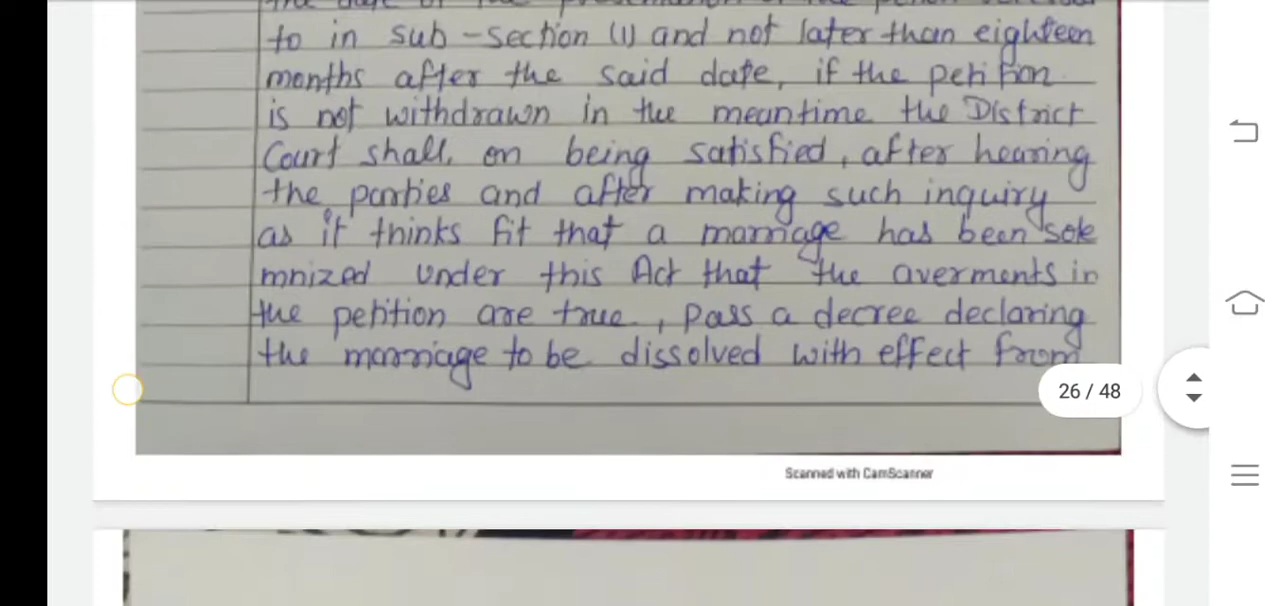 to in sub-section (1) and not later than eighteen
months after the said date, if the petition
is not withdrawn in the meantime the District
Court shall, on being satisfied, after hearing
the parties and after making such inquiry
as it thinks fit that a marriage has been sole
mnized under this Act that the averments in
the petition are true, pass a decree declaring
the marriage to be dissolved with effect from
26 / 48
Scanned with CamScanner